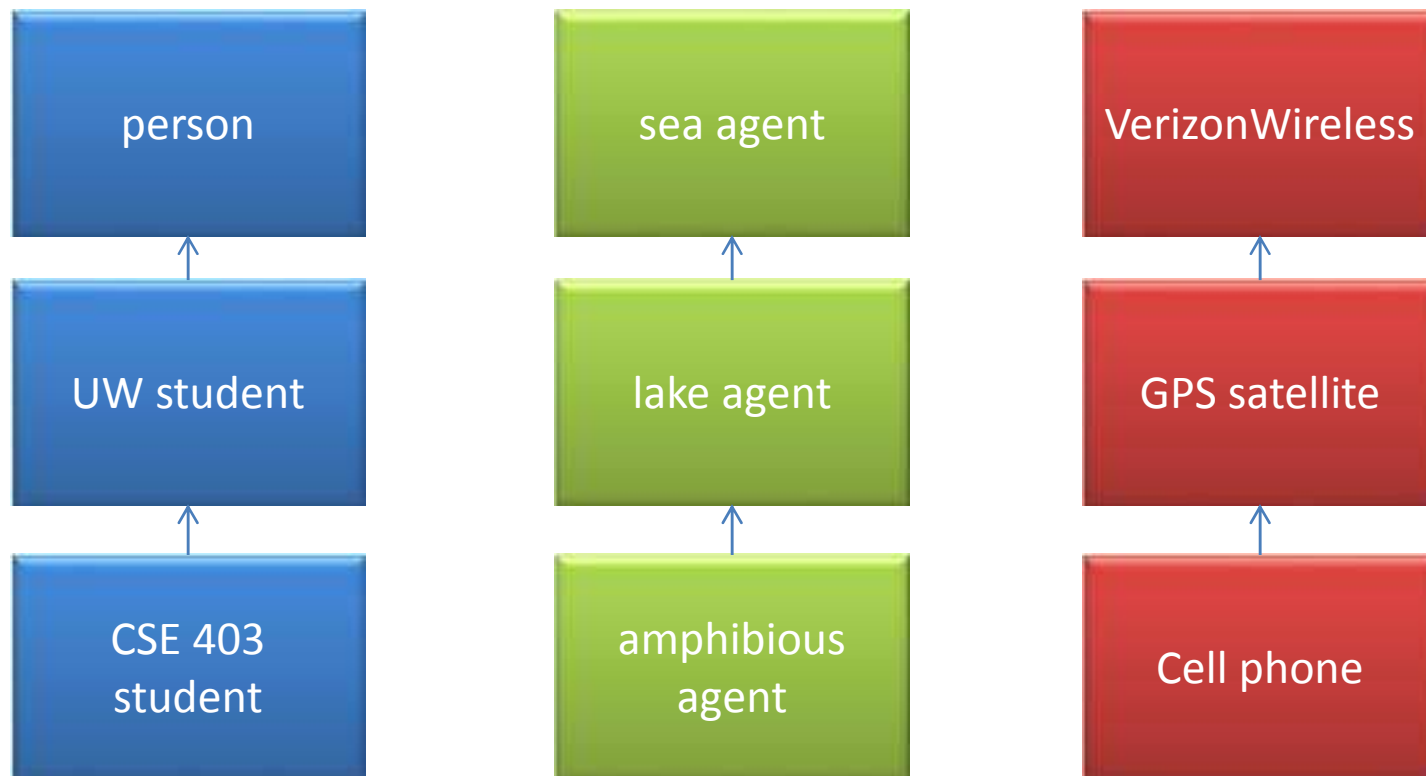 person
sea agent
VerizonWireless
UW student
lake agent
GPS satellite
CSE 403
student
amphibious
agent
Cell phone